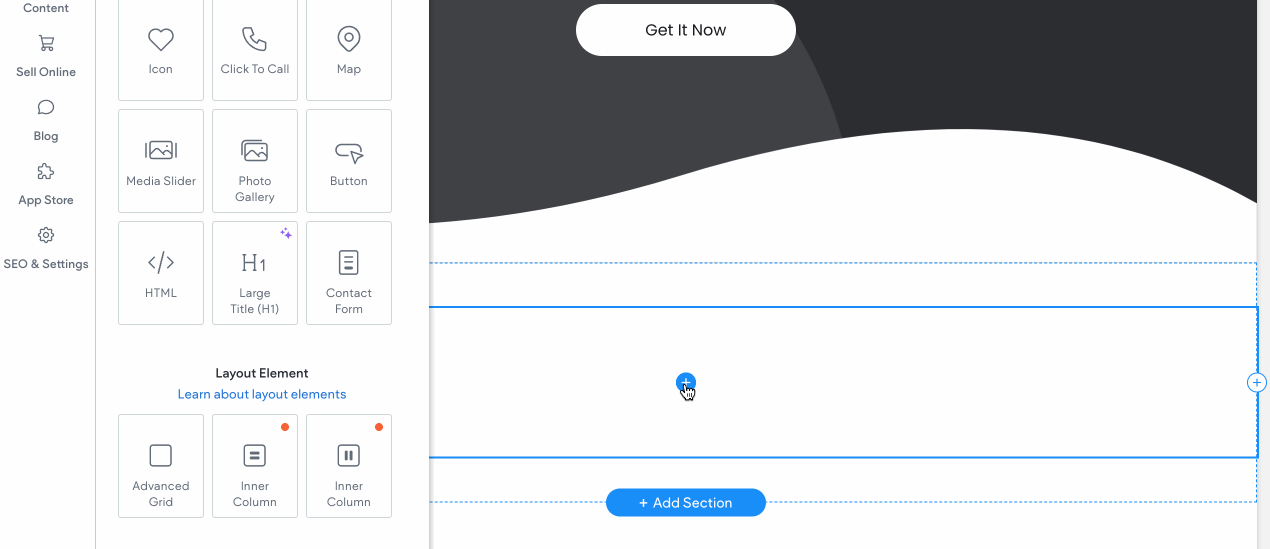 Content
Sell Online
Blog
App Store
SEO & Settings
Icon
Click To Call
Map
Media Slider
Photo
Gallery
Button
HTML
H1
Large
Title (H1)
Contact
Form
Layout Element
Learn about layout elements
Advanced
Grid
Inner
Column
Inner
Column
Get It Now
+ Add Section